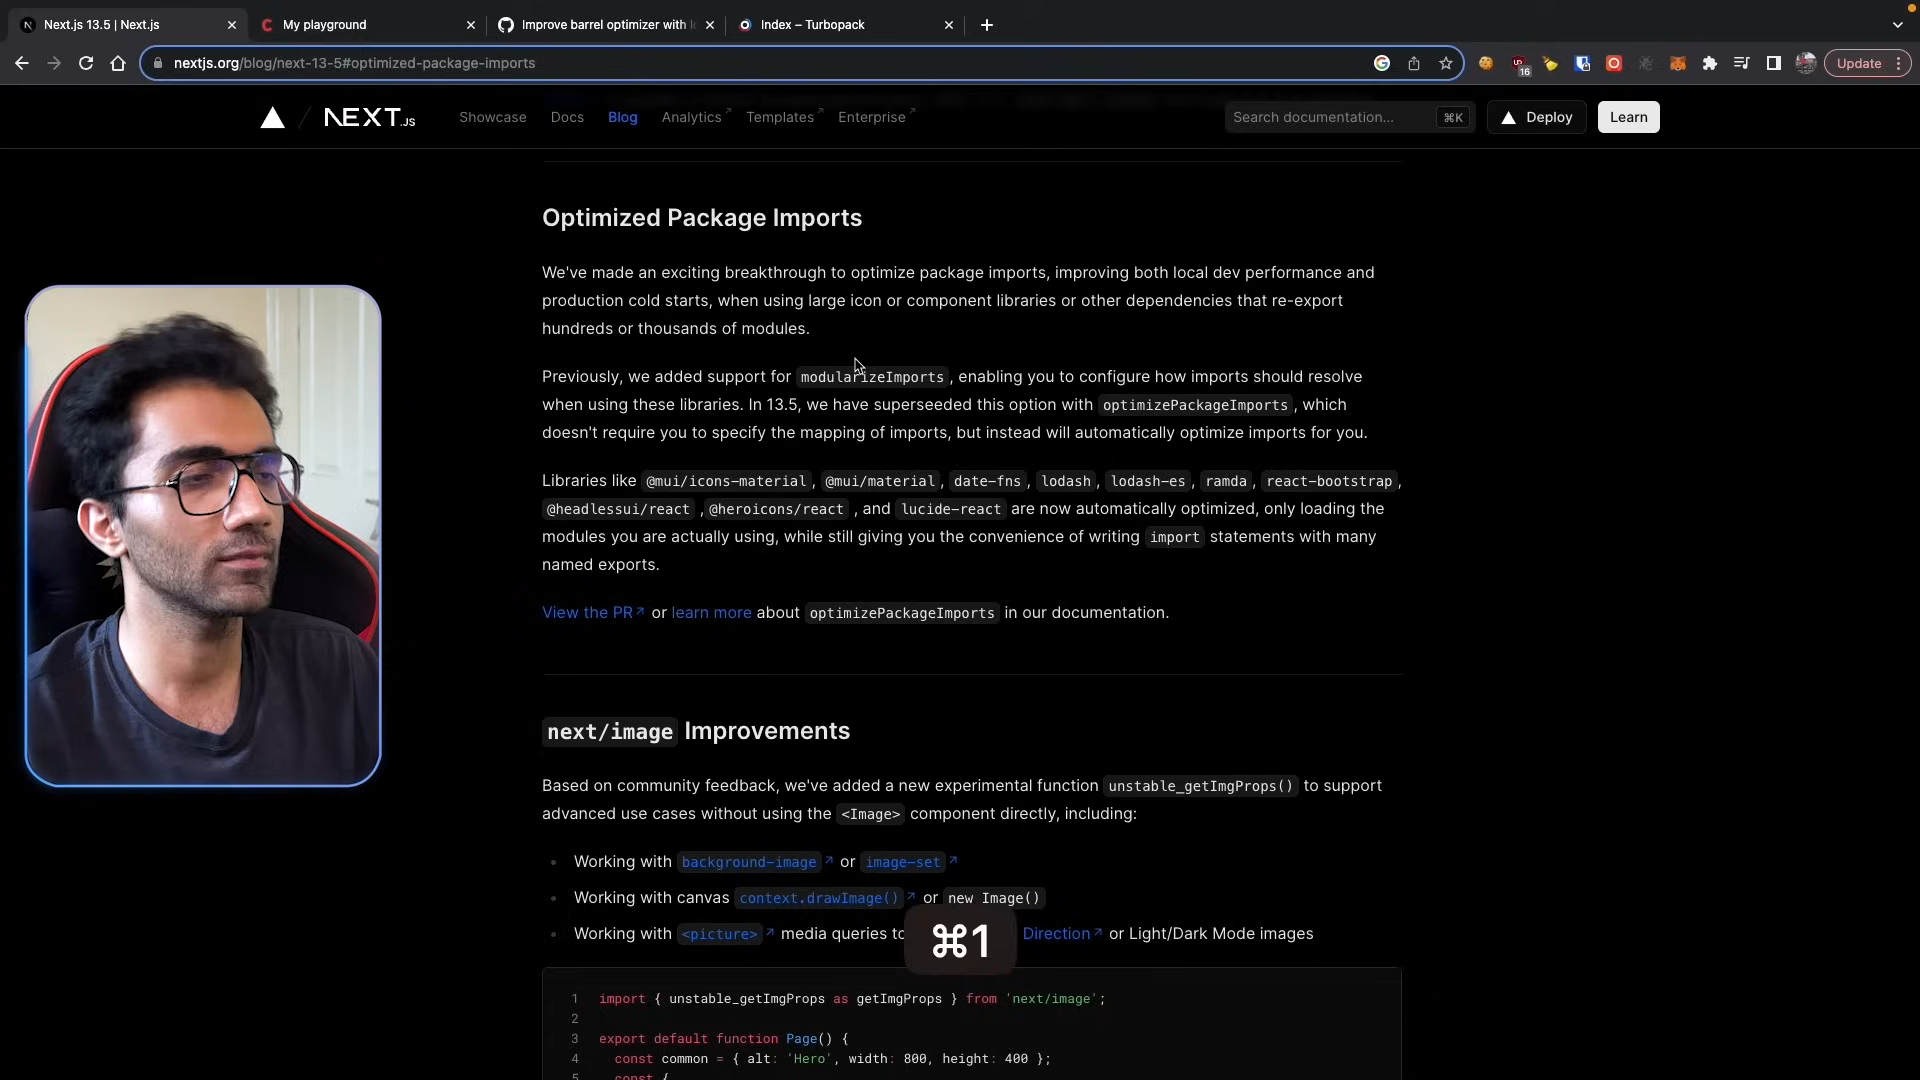 Next.js 13.5 | Next.js
My playground
Improve barrel optimizer with
Index – Turbopack
nextjs.org/blog/next-13-5#optimized-package-imports
16
Update
NEXT.JS
Showcase
Docs
Blog
Analytics
Templates
Enterprise
Search documentation...
⌘K
Deploy
Learn
Optimized Package Imports
We've made an exciting breakthrough to optimize package imports, improving both local dev performance and
production cold starts, when using large icon or component libraries or other dependencies that re-export
hundreds or thousands of modules.
Previously, we added support for modularizeImports, enabling you to configure how imports should resolve
when using these libraries. In 13.5, we have superseeded this option with optimizePackageImports, which
doesn't require you to specify the mapping of imports, but instead will automatically optimize imports for you.
Libraries like @mui/icons-material, @mui/material, date-fns, lodash, lodash-es, ramda, react-bootstrap,
@headlessui/react ,@heroicons/react , and lucide-react are now automatically optimized, only loading the
modules you are actually using, while still giving you the convenience of writing import statements with many
named exports.
View the PR↗ or learn more about optimizePackageImports in our documentation.
next/image Improvements
Based on community feedback, we've added a new experimental function unstable_getImgProps() to support
advanced use cases without using the <Image> component directly, including:
• Working with background-image ↗ or image-set ↗
• Working with canvas context.drawImage() ↗ or new Image()
• Working with <picture> ↗ media queries to Direction ↗ or Light/Dark Mode images
⌘1
1 import { unstable_getImgProps as getImgProps } from 'next/image';
2
3 export default function Page() {
4 const common = { alt: 'Hero', width: 800, height: 400 };
5 const {